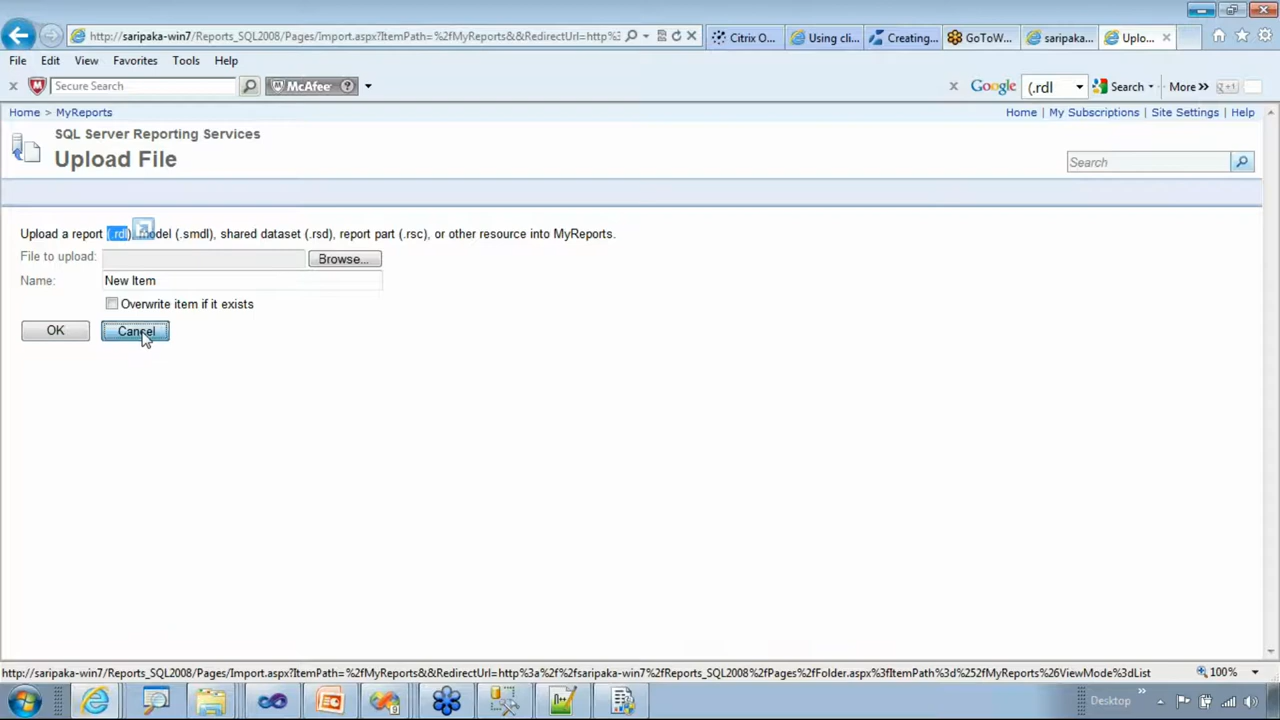 http://saripaka-win7/Reports_SQL2008/Pages/Import.aspx?ItemPath=%2fMyReports&&RedirectUrl=http%3
Citrix O...
Using cli...
Creating...
GoToW...
saripaka...
Uplo...
File Edit View Favorites Tools Help
Secure Search
McAfee
Google
(.rdl
Search
More »
Home > MyReports
Home | My Subscriptions | Site Settings | Help
SQL Server Reporting Services
Upload File
Search
Upload a report (.rdl), model (.smdl), shared dataset (.rsd), report part (.rsc), or other resource into MyReports.
File to upload:
Browse...
Name:
New Item
Overwrite item if it exists
OK
Cancel
http://saripaka-win7/Reports_SQL2008/Pages/Import.aspx?ItemPath=%2fMyReports&&RedirectUrl=http%3a%2f%2fsaripaka-win7%2fReports_SQL2008%2fPages%2fFolder.aspx%3fItemPath%3d%252fMyReports%26ViewMode%3dList
100%
Desktop